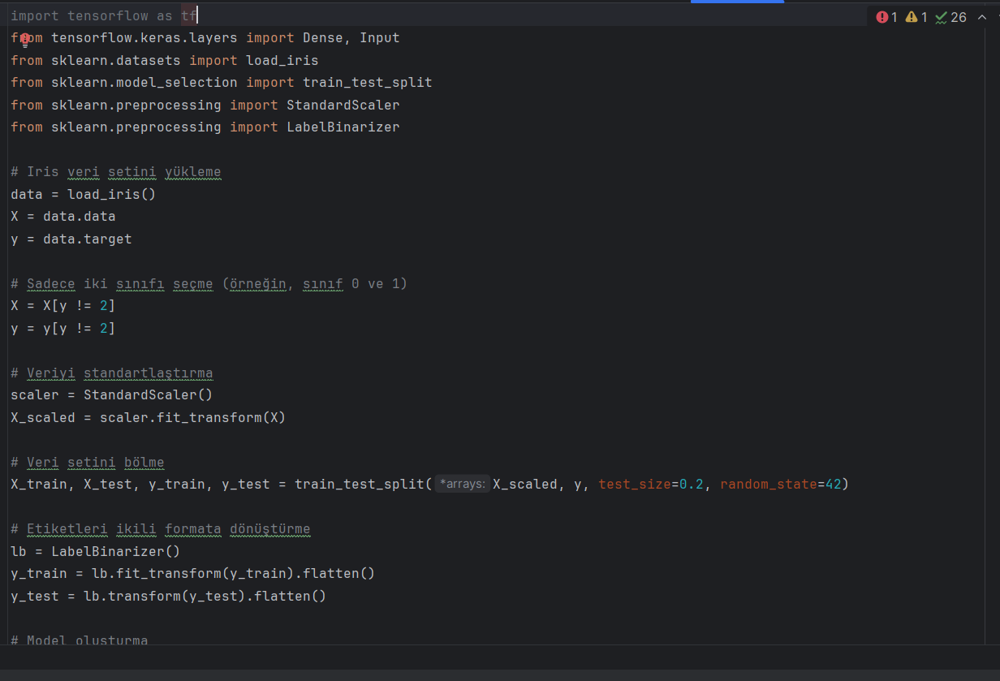 import tensorflow as tf
1 1 26
from tensorflow.keras.layers import Dense, Input
from sklearn.datasets import load_iris
from sklearn.model_selection import train_test_split
from sklearn.preprocessing import StandardScaler
from sklearn.preprocessing import LabelBinarizer
# Iris veri setini yükleme
data = load_iris()
X = data.data
y = data.target
# Sadece iki sınıfı seçme (örneğin, sınıf 0 ve 1)
X = X[y != 2]
y = y[y != 2]
# Veriyi standartlaştırma
scaler = StandardScaler()
X_scaled = scaler.fit_transform(X)
# Veri setini bölme
X_train, X_test, y_train, y_test = train_test_split( *arrays: X_scaled, y, test_size=0.2, random_state=42)
# Etiketleri ikili formata dönüştürme
lb = LabelBinarizer()
y_train = lb.fit_transform(y_train).flatten()
y_test = lb.transform(y_test).flatten()
# Model oluşturma